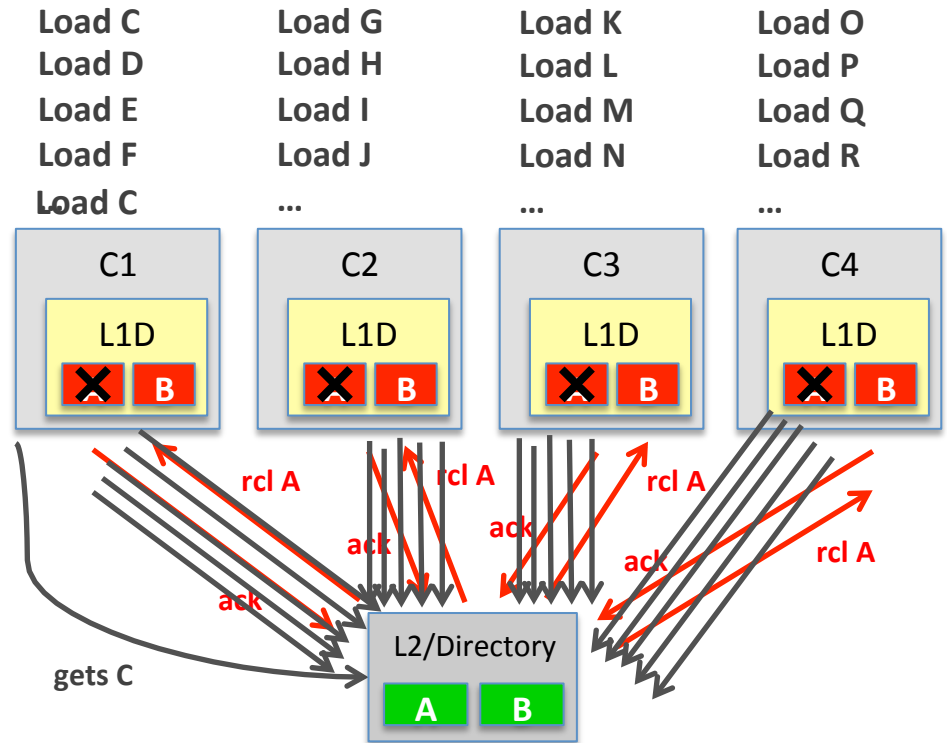 Load C Load G Load K Load O
Load D Load H Load L Load P
Load E Load I Load M Load Q
Load F Load J Load N Load R
Load C ... ... ...
C1 C2 C3 C4
L1D L1D L1D L1D
B B B B
rcl A rcl A rcl A
ack ack ack rcl A
ack
L2/Directory
gets C
A B